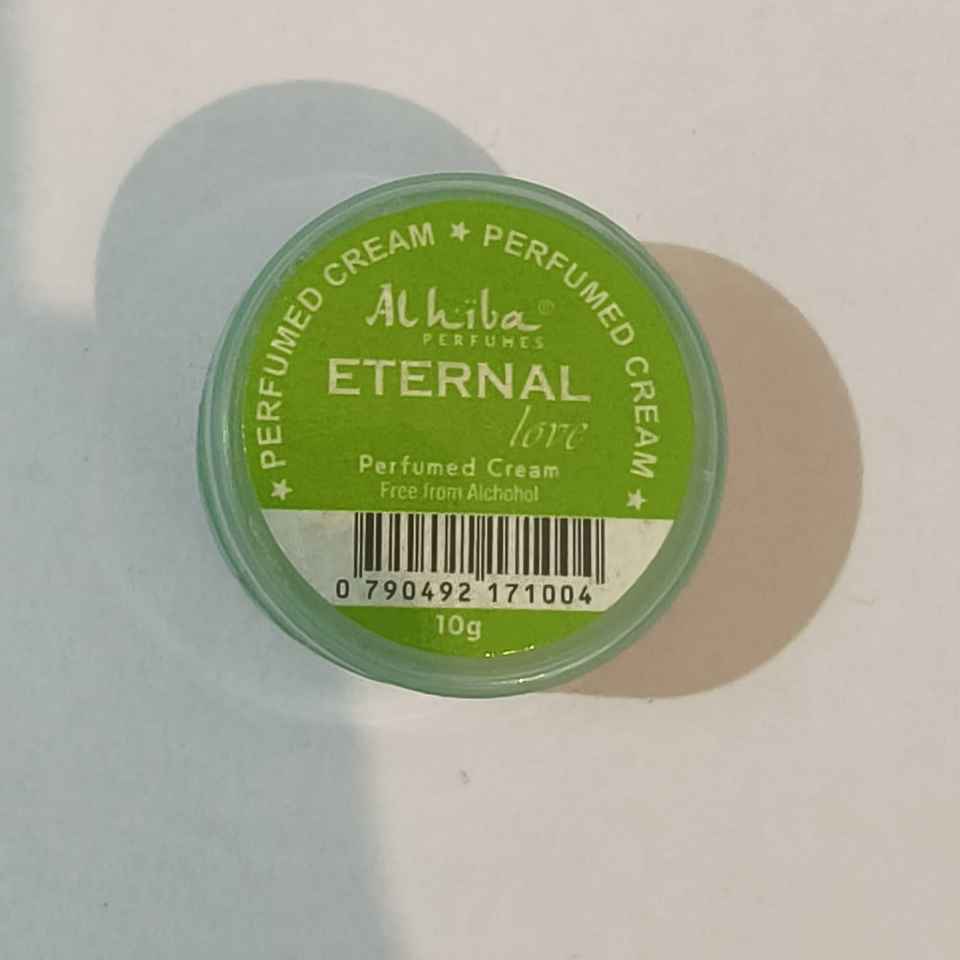 ★ PERFUMED CREAM ★ PERFUMED CREAM ★
Alhiba®
PERFUMES
ETERNAL
love
Perfumed Cream
Free from Alchohol
0 790492 171004
10g